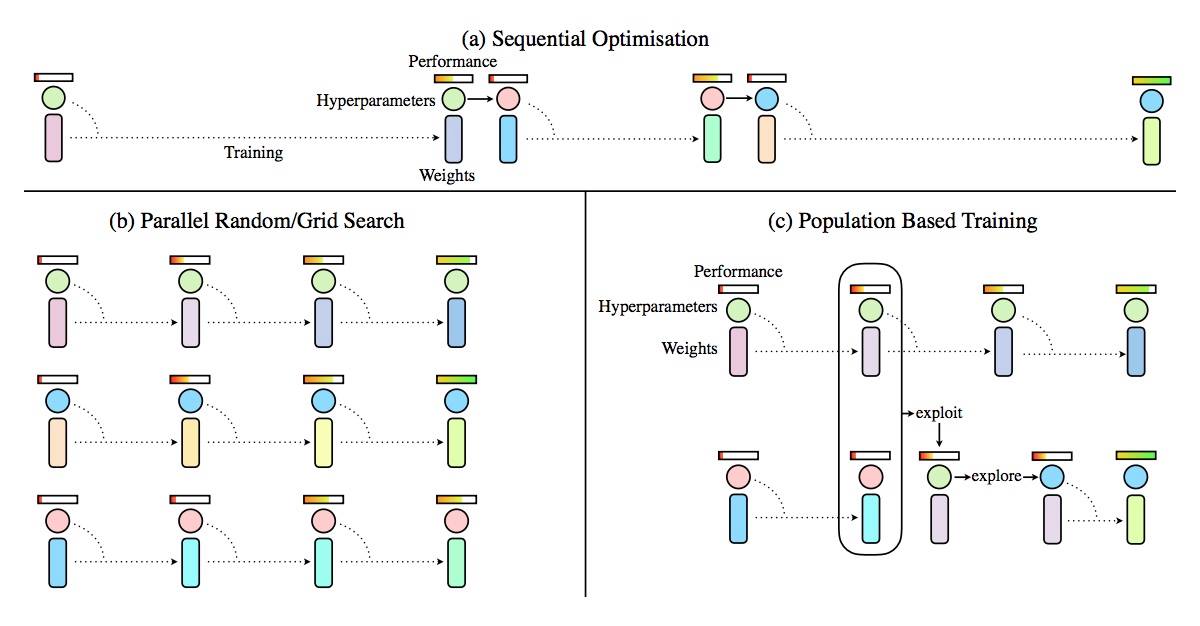 (a) Sequential Optimisation
Performance
Hyperparameters
Training
Weights
(b) Parallel Random/Grid Search
(c) Population Based Training
Performance
Hyperparameters
Weights
exploit
explore